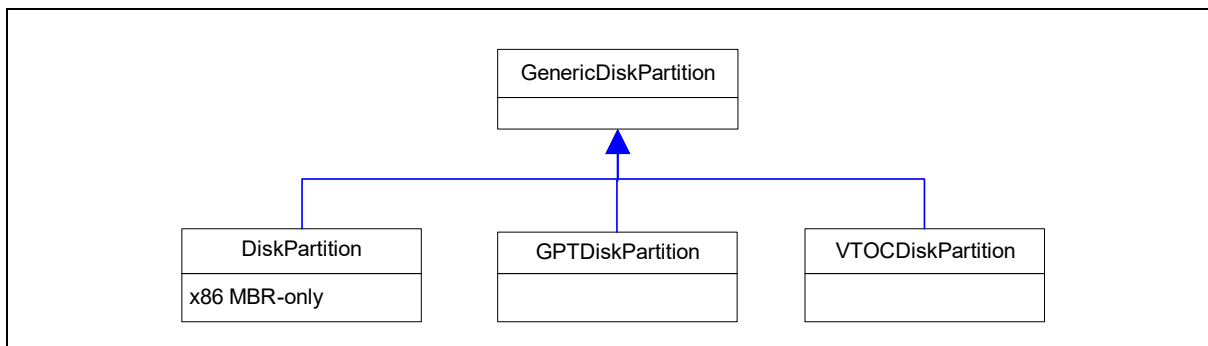 GenericDiskPartition
DiskPartition
GPTDiskPartition
VTOCDiskPartition
x86 MBR-only